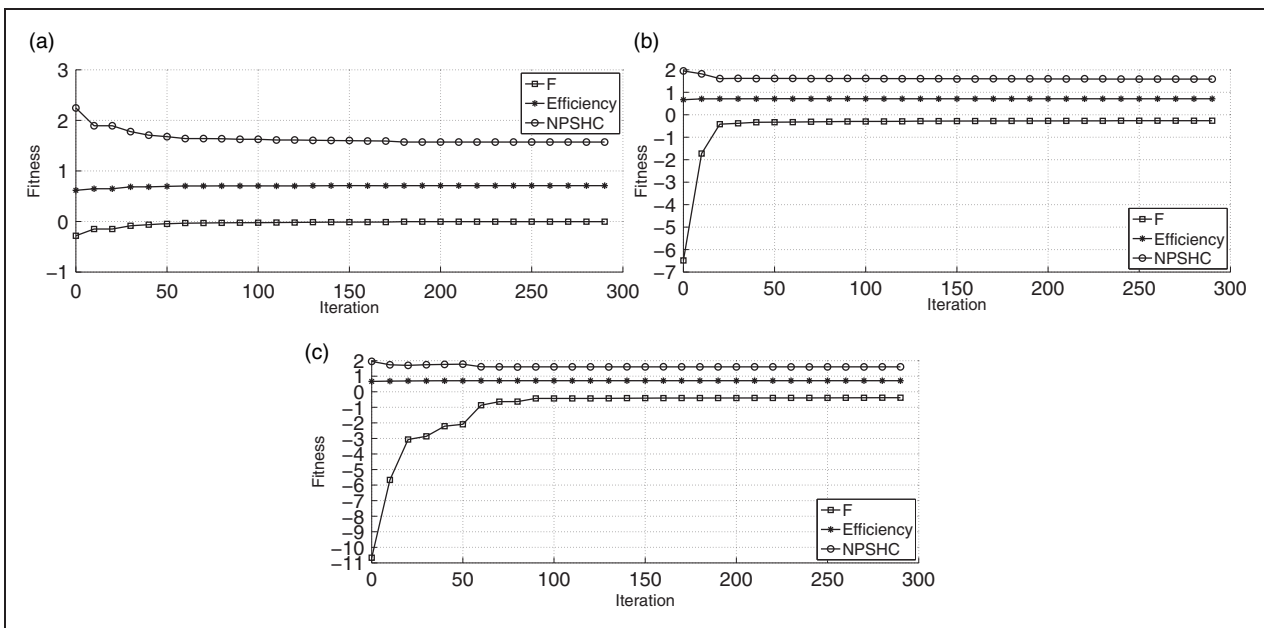 (a)
3
2
1
0
−1
Fitness
0
50
100
150
200
250
300
Iteration
F
Efficiency
NPSHC
(b)
2
1
0
−1
−2
−3
−4
−5
−6
−7
Fitness
0
50
100
150
200
250
300
Iteration
F
Efficiency
NPSHC
(c)
2
1
0
−1
−2
−3
−4
−5
−6
−7
−8
−9
−10
−11
Fitness
0
50
100
150
200
250
300
Iteration
F
Efficiency
NPSHC